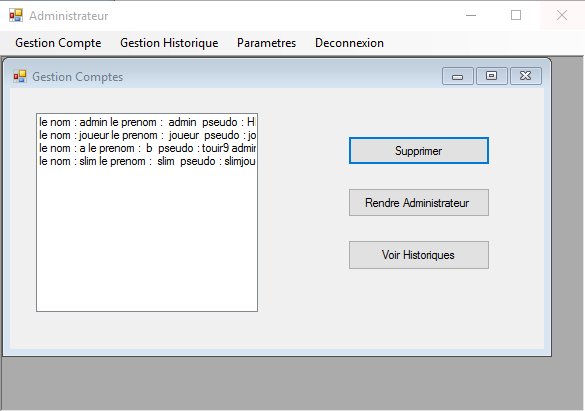 Administrateur
Gestion Compte Gestion Historique Parametres Deconnexion
Gestion Comptes
le nom : admin le prenom : admin pseudo : H
le nom : joueur le prenom : joueur pseudo : jo
le nom : a le prenom : b pseudo : touir9 admin
le nom : slim le prenom : slim pseudo : slimjou
Supprimer
Rendre Administrateur
Voir Historiques